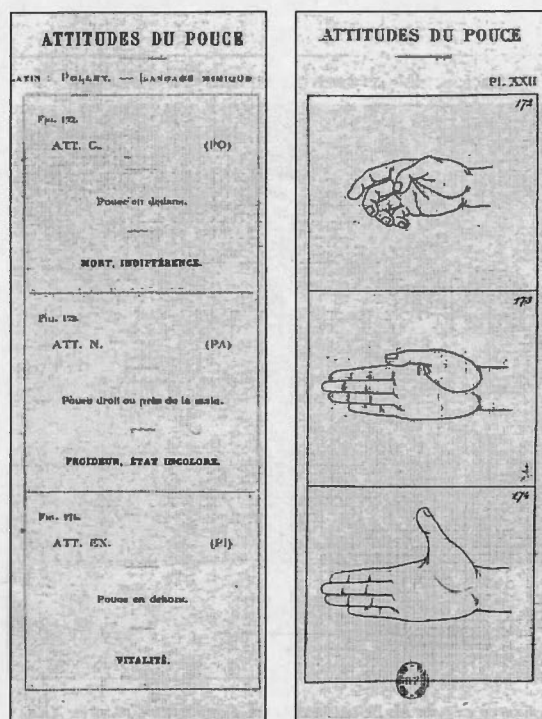 ATTITUDES DU POUCE
LATIN : POLLEX. — LANGAGE MIMIQUE
FIG. 172.
ATT. C. (PO)
Pouce en dedans.
MORT, INDIFFÉRENCE.
FIG. 173.
ATT. N. (PA)
Pouce droit ou près de la main.
FROIDEUR, ÉTAT INCOLORE.
FIG. 174.
ATT. EX. (PI)
Pouce en dehors.
VITALITÉ.
ATTITUDES DU POUCE
Pl. XXII
172
173
174